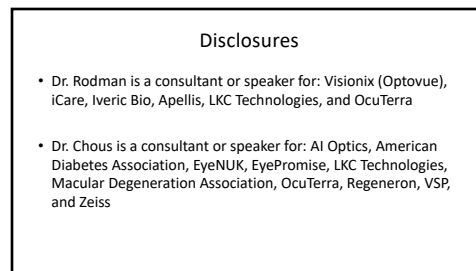 Disclosures
• Dr. Rodman is a consultant or speaker for: Visionix (Optovue),
iCare, Iveric Bio, Apellis, LKC Technologies, and OcuTerra
• Dr. Chous is a consultant or speaker for: AI Optics, American
Diabetes Association, EyeNUK, EyePromise, LKC Technologies,
Macular Degeneration Association, OcuTerra, Regeneron, VSP,
and Zeiss